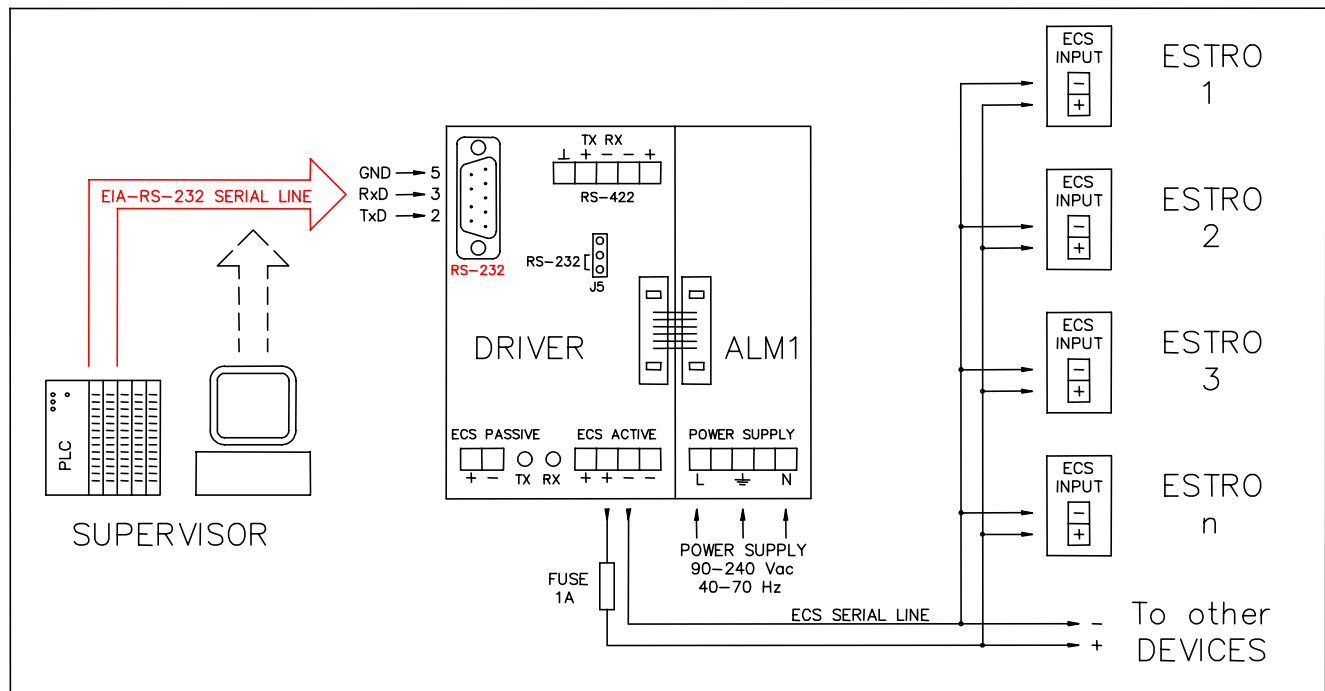 EIA-RS-232 SERIAL LINE
PLC
SUPERVISOR
GND 5
RxD 3
TxD 2
RS-232
TX RX
⊥ + - - +
RS-422
RS-232
J5
DRIVER
ALM1
ECS PASSIVE
+ -
TX RX
ECS ACTIVE
+ + - -
POWER SUPPLY
L N
FUSE
1A
POWER SUPPLY
90-240 Vac
40-70 Hz
ECS SERIAL LINE
ECS
INPUT
-
+
ESTRO
1
ECS
INPUT
-
+
ESTRO
2
ECS
INPUT
-
+
ESTRO
3
ECS
INPUT
-
+
ESTRO
n
-
+
To other
DEVICES